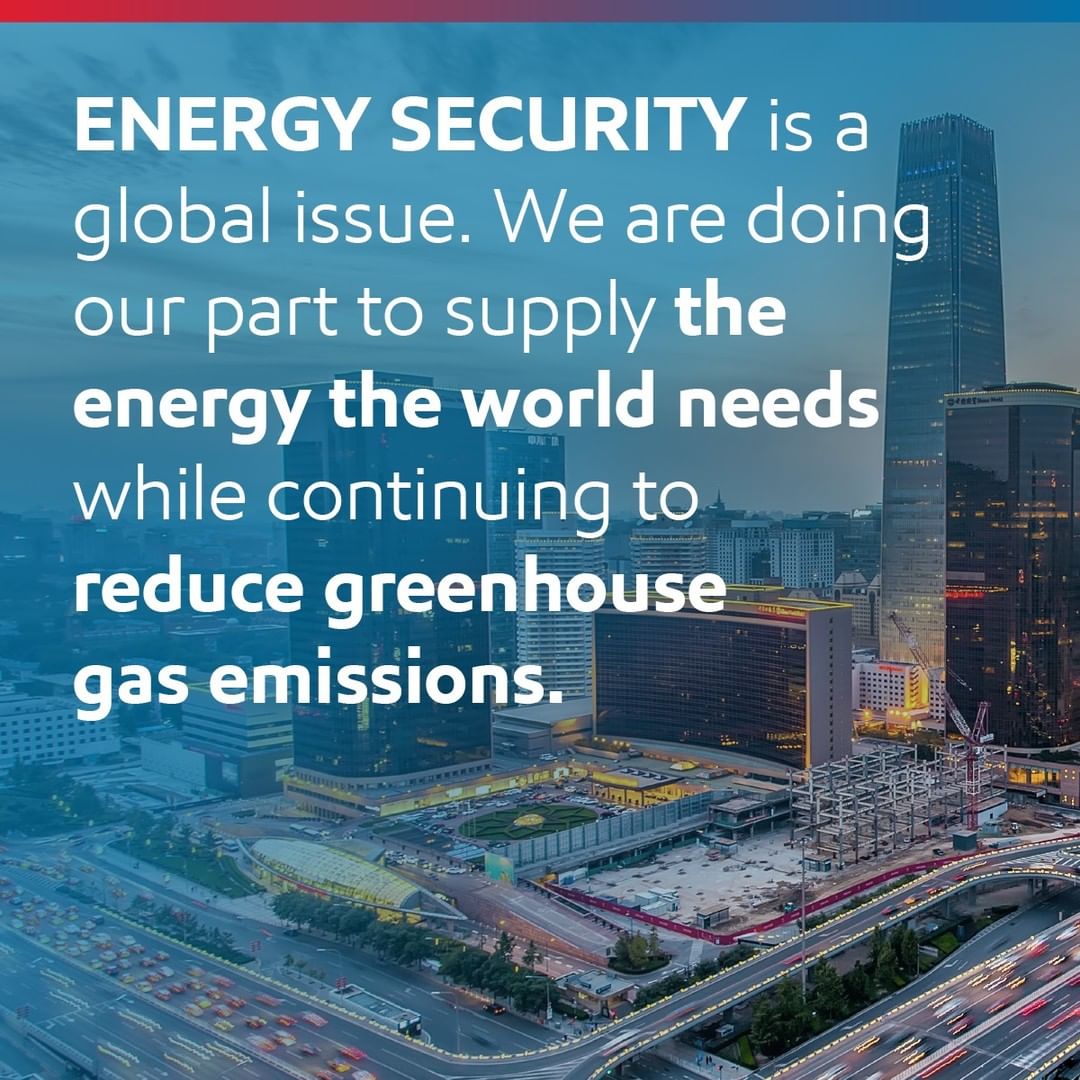 ENERGY SECURITY is a
global issue. We are doing
our part to supply the
energy the world needs
while continuing to
reduce greenhouse
gas emissions.